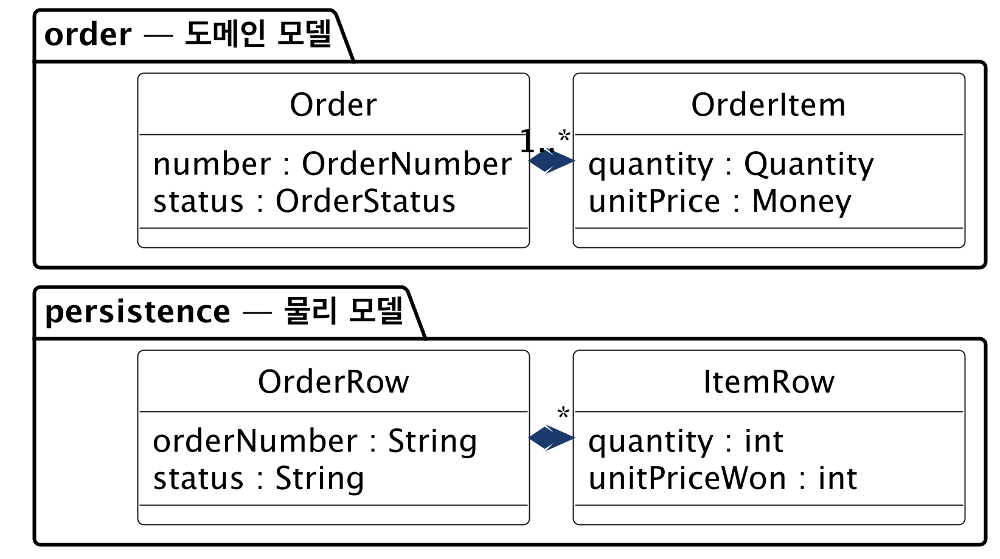 order — 도메인 모델
Order
number : OrderNumber
status : OrderStatus
1..*
OrderItem
quantity : Quantity
unitPrice : Money
persistence — 물리 모델
OrderRow
orderNumber : String
status : String
*
ItemRow
quantity : int
unitPriceWon : int